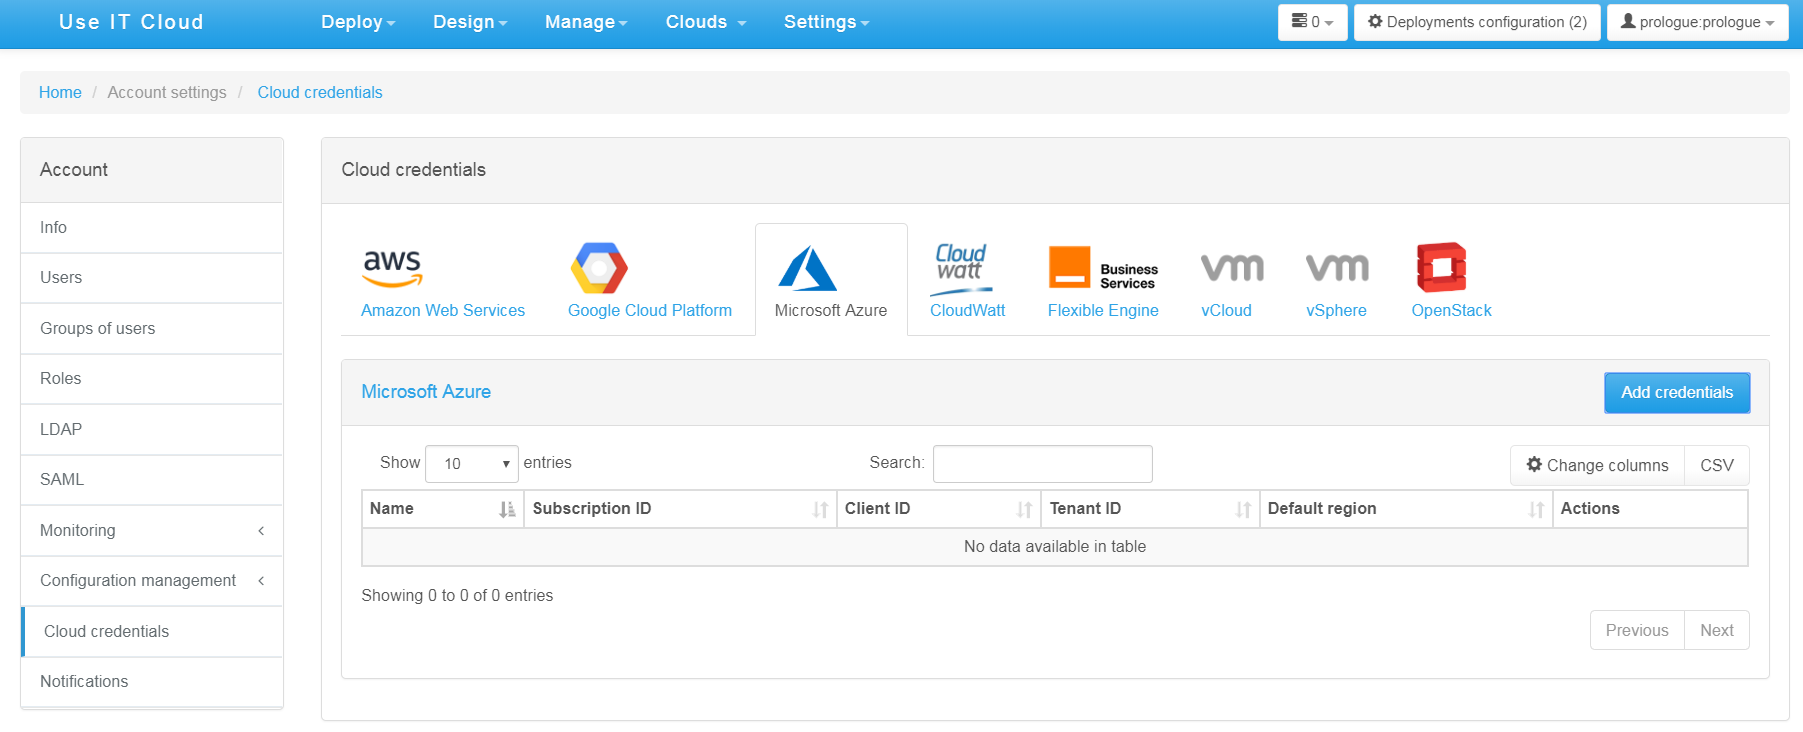 Use IT Cloud Deploy Design Manage Clouds Settings 0 Deployments configuration (2) prologue:prologue
Home / Account settings / Cloud credentials
Account
Info
Users
Groups of users
Roles
LDAP
SAML
Monitoring
Configuration management
Cloud credentials
Notifications
Cloud credentials
aws
Amazon Web Services
Google Cloud Platform
Microsoft Azure
Cloud
watt
CloudWatt
Business
Services
Flexible Engine
vm
vCloud
vm
vSphere
OpenStack
Microsoft Azure Add credentials
Show 10 entries Search: Change columns CSV
Name Subscription ID Client ID Tenant ID Default region Actions
No data available in table
Showing 0 to 0 of 0 entries
Previous Next